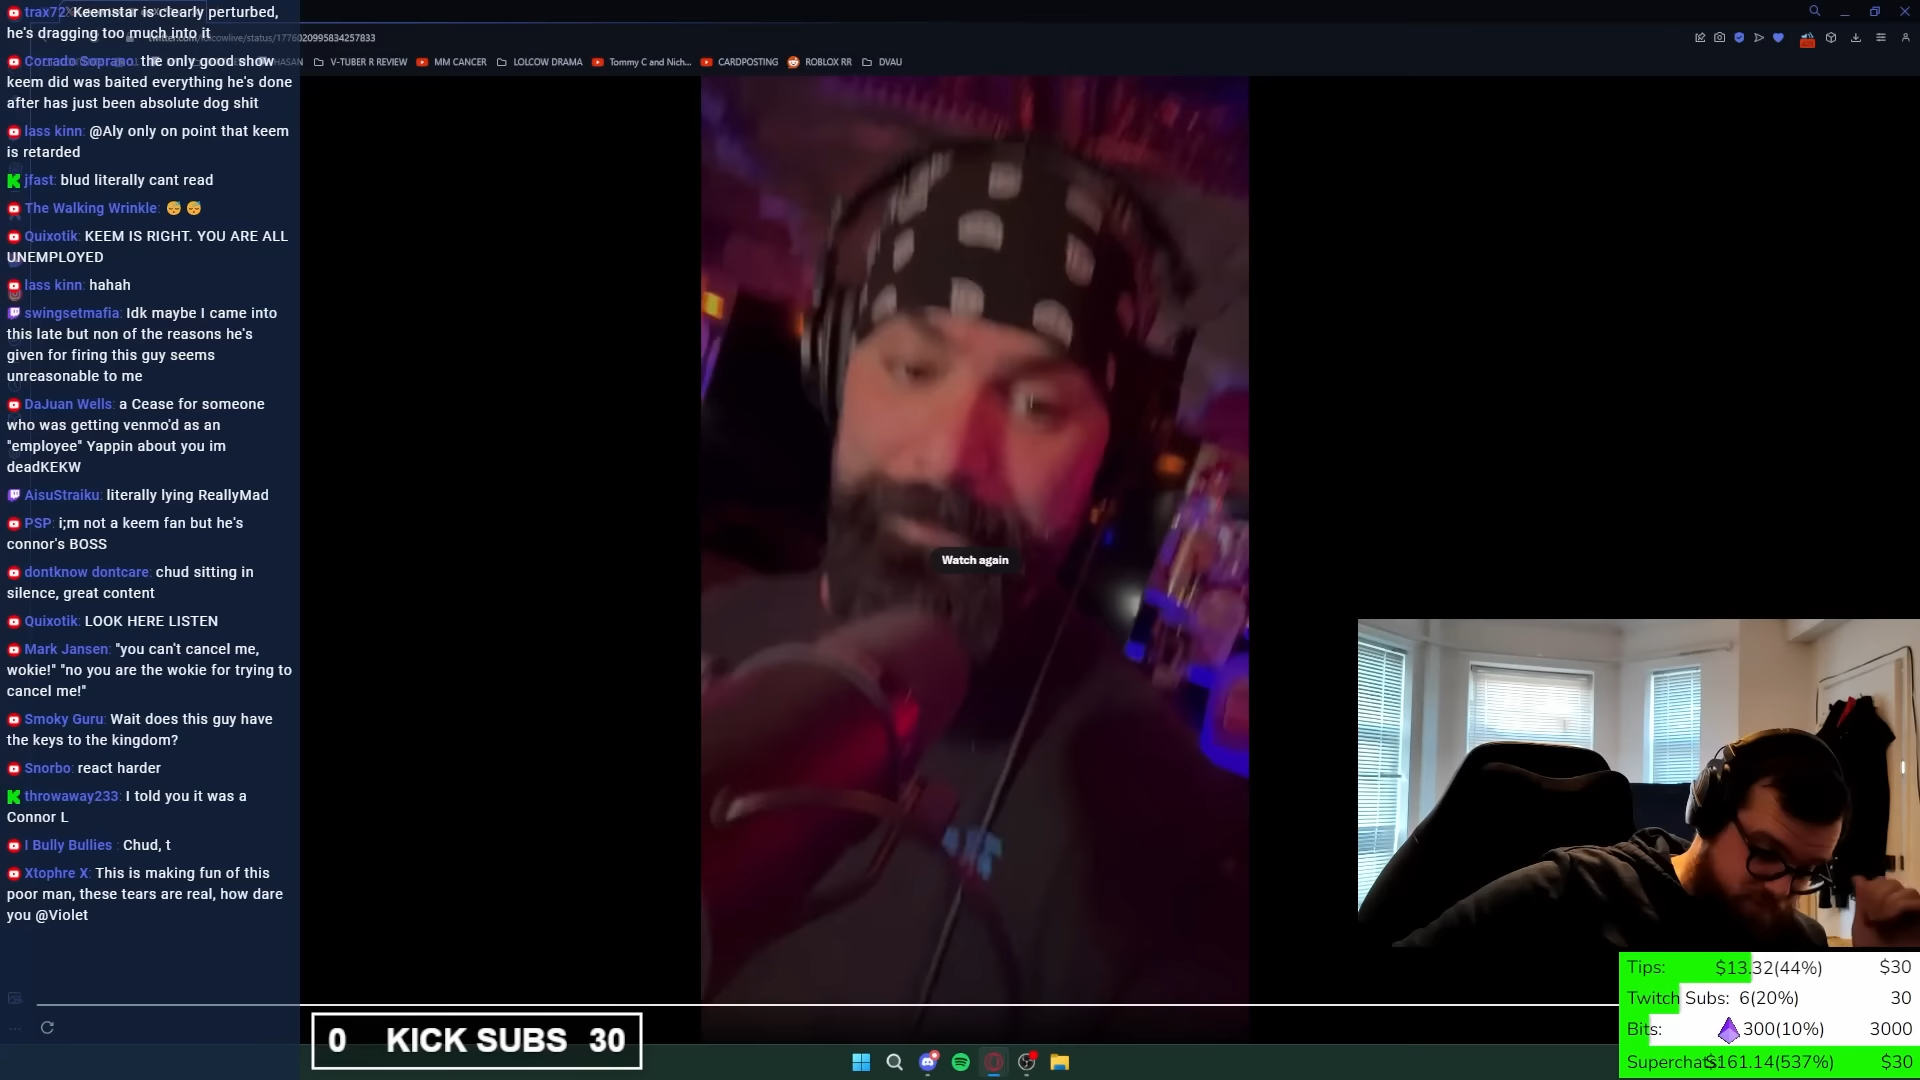 trax72 Keemstar is clearly perturbed,
he's dragging too much into it
Corrado Soprano: the only good show
keem did was baited everything he's done
after has just been absolute dog shit
lass kinn: @Aly only on point that keem
is retarded
jfast: blud literally cant read
The Walking Wrinkle: 😴 😴
Quixotik: KEEM IS RIGHT. YOU ARE ALL
UNEMPLOYED
lass kinn: hahah
swingsetmafia: Idk maybe I came into
this late but non of the reasons he's
given for firing this guy seems
unreasonable to me
DaJuan Wells: a Cease for someone
who was getting venmo'd as an
"employee" Yappin about you im
deadKEKW
AisuStraiku: literally lying ReallyMad
PSP: i;m not a keem fan but he's
connor's BOSS
dontknow dontcare: chud sitting in
silence, great content
Quixotik: LOOK HERE LISTEN
Mark Jansen: "you can't cancel me,
wokie!" "no you are the wokie for trying to
cancel me!"
Smoky Guru: Wait does this guy have
the keys to the kingdom?
Snorbo: react harder
throwaway233: I told you it was a
Connor L
I Bully Bullies : Chud, t
Xtophre X: This is making fun of this
poor man, these tears are real, how dare
you @Violet
twitter.com/lolcowlive/status/1776020995834257833
HASAN V-TUBER R REVIEW MM CANCER LOLCOW DRAMA Tommy C and Nich... CARDPOSTING ROBLOX RR DVAU
Watch again
0 KICK SUBS 30
Tips: $13.32(44%) $30
Twitch Subs: 6(20%) 30
Bits: 300(10%) 3000
Superchats: $161.14(537%) $30